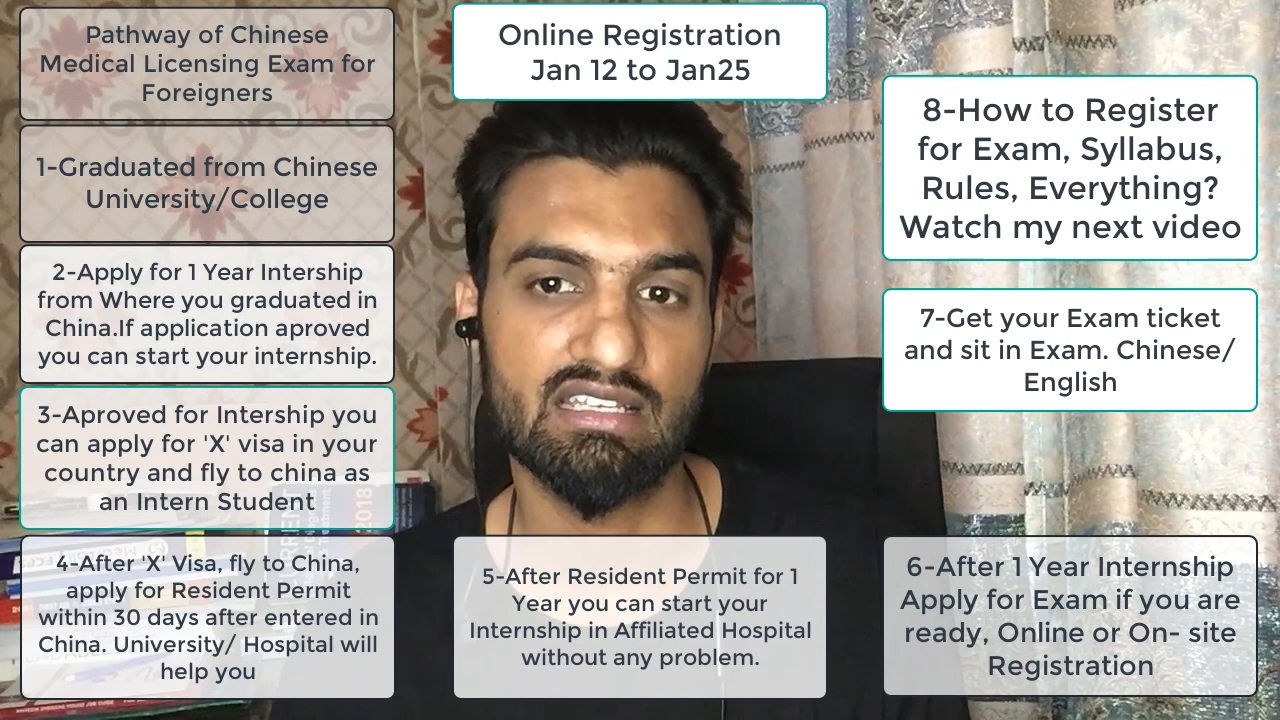 Pathway of Chinese
Medical Licensing Exam for
Foreigners
1-Graduated from Chinese
University/College
2-Apply for 1 Year Intership
from Where you graduated in
China.If application aproved
you can start your internship.
3-Aproved for Intership you
can apply for 'X' visa in your
country and fly to china as
an Intern Student
4-After 'X' Visa, fly to China,
apply for Resident Permit
within 30 days after entered in
China. University/ Hospital will
help you
Online Registration
Jan 12 to Jan25
5-After Resident Permit for 1
Year you can start your
Internship in Affiliated Hospital
without any problem.
6-After 1 Year Internship
Apply for Exam if you are
ready, Online or On- site
Registration
7-Get your Exam ticket
and sit in Exam. Chinese/
English
8-How to Register
for Exam, Syllabus,
Rules, Everything?
Watch my next video
2018